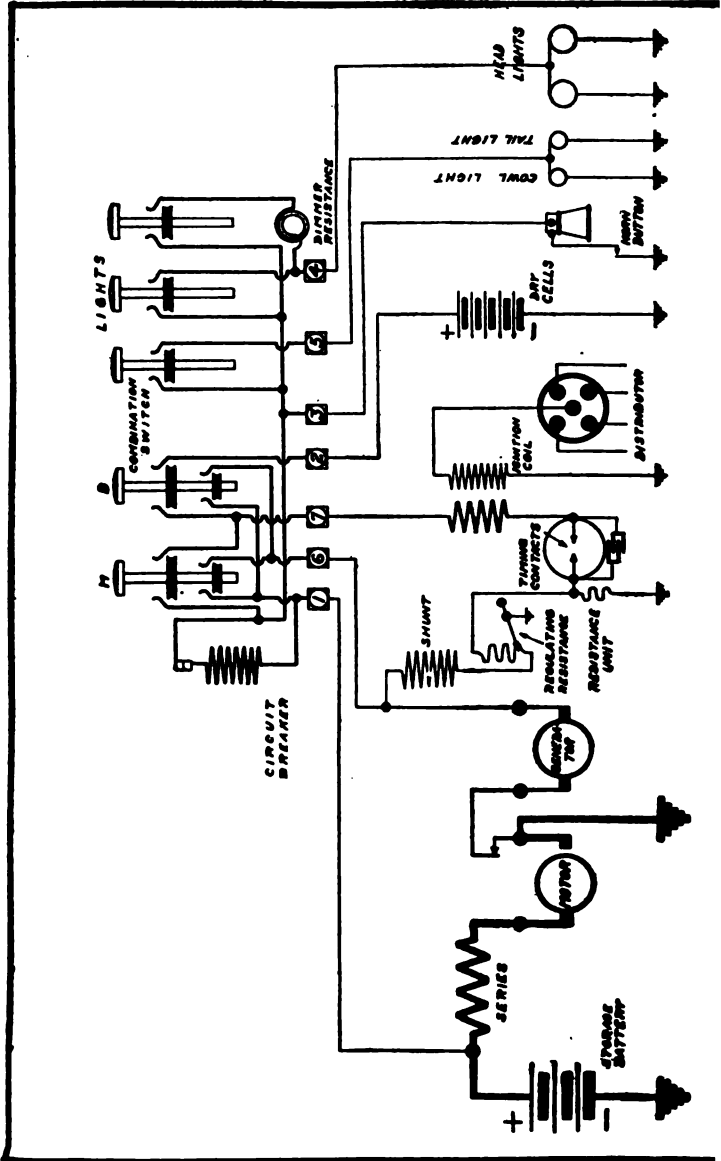 HEAD
LIGHTS
TAIL LIGHT
COWL LIGHT
HORN
BUTTON
DIMMER
RESISTANCE
LIGHTS
4
+
-
DRY
CELLS
5
COMBINATION
SWITCH
3
DISTRIBUTOR
IGNITION
COIL
2
B
7
TIMING
CONTACTS
M
6
1
SHUNT
REGULATING
RESISTANCE
RESISTANCE
UNIT
CIRCUIT
BREAKER
GENERA-
TOR
MOTOR
SERIES
STORAGE
BATTERY
+
-